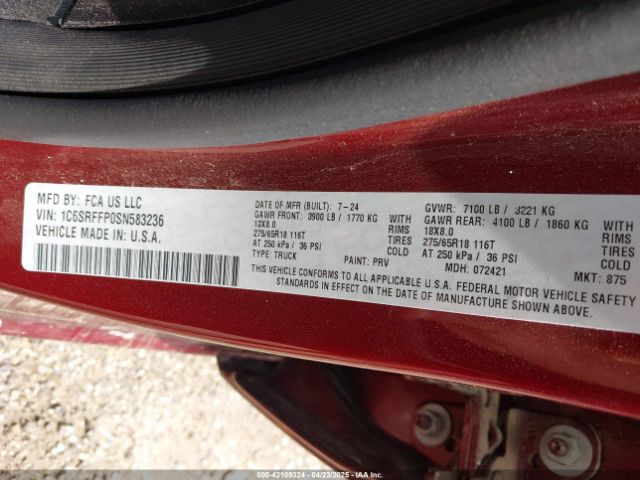 MFD BY: FCA US LLC
VIN: 1C6SRFFP0SN583236
VEHICLE MADE IN U.S.A.
DATE OF MFR (BUILT): 7-24 GVWR: 7100 LB / 3221 KG
GAWR FRONT: 3900 LB / 1770 KG WITH GAWR REAR: 4100 LB / 1860 KG WITH
18X8.0 RIMS 18X8.0 RIMS
275/65R18 116T TIRES 275/65R18 116T TIRES
AT 250 kPa / 36 PSI COLD AT 250 kPa / 36 PSI COLD
TYPE: TRUCK PAINT: PRV MDH: 072421 MKT: 875
THIS VEHICLE CONFORMS TO ALL APPLICABLE U.S.A. FEDERAL MOTOR VEHICLE SAFETY
STANDARDS IN EFFECT ON THE DATE OF MANUFACTURE SHOWN ABOVE.
000-42109324 04/23/2025 IAAI.COM